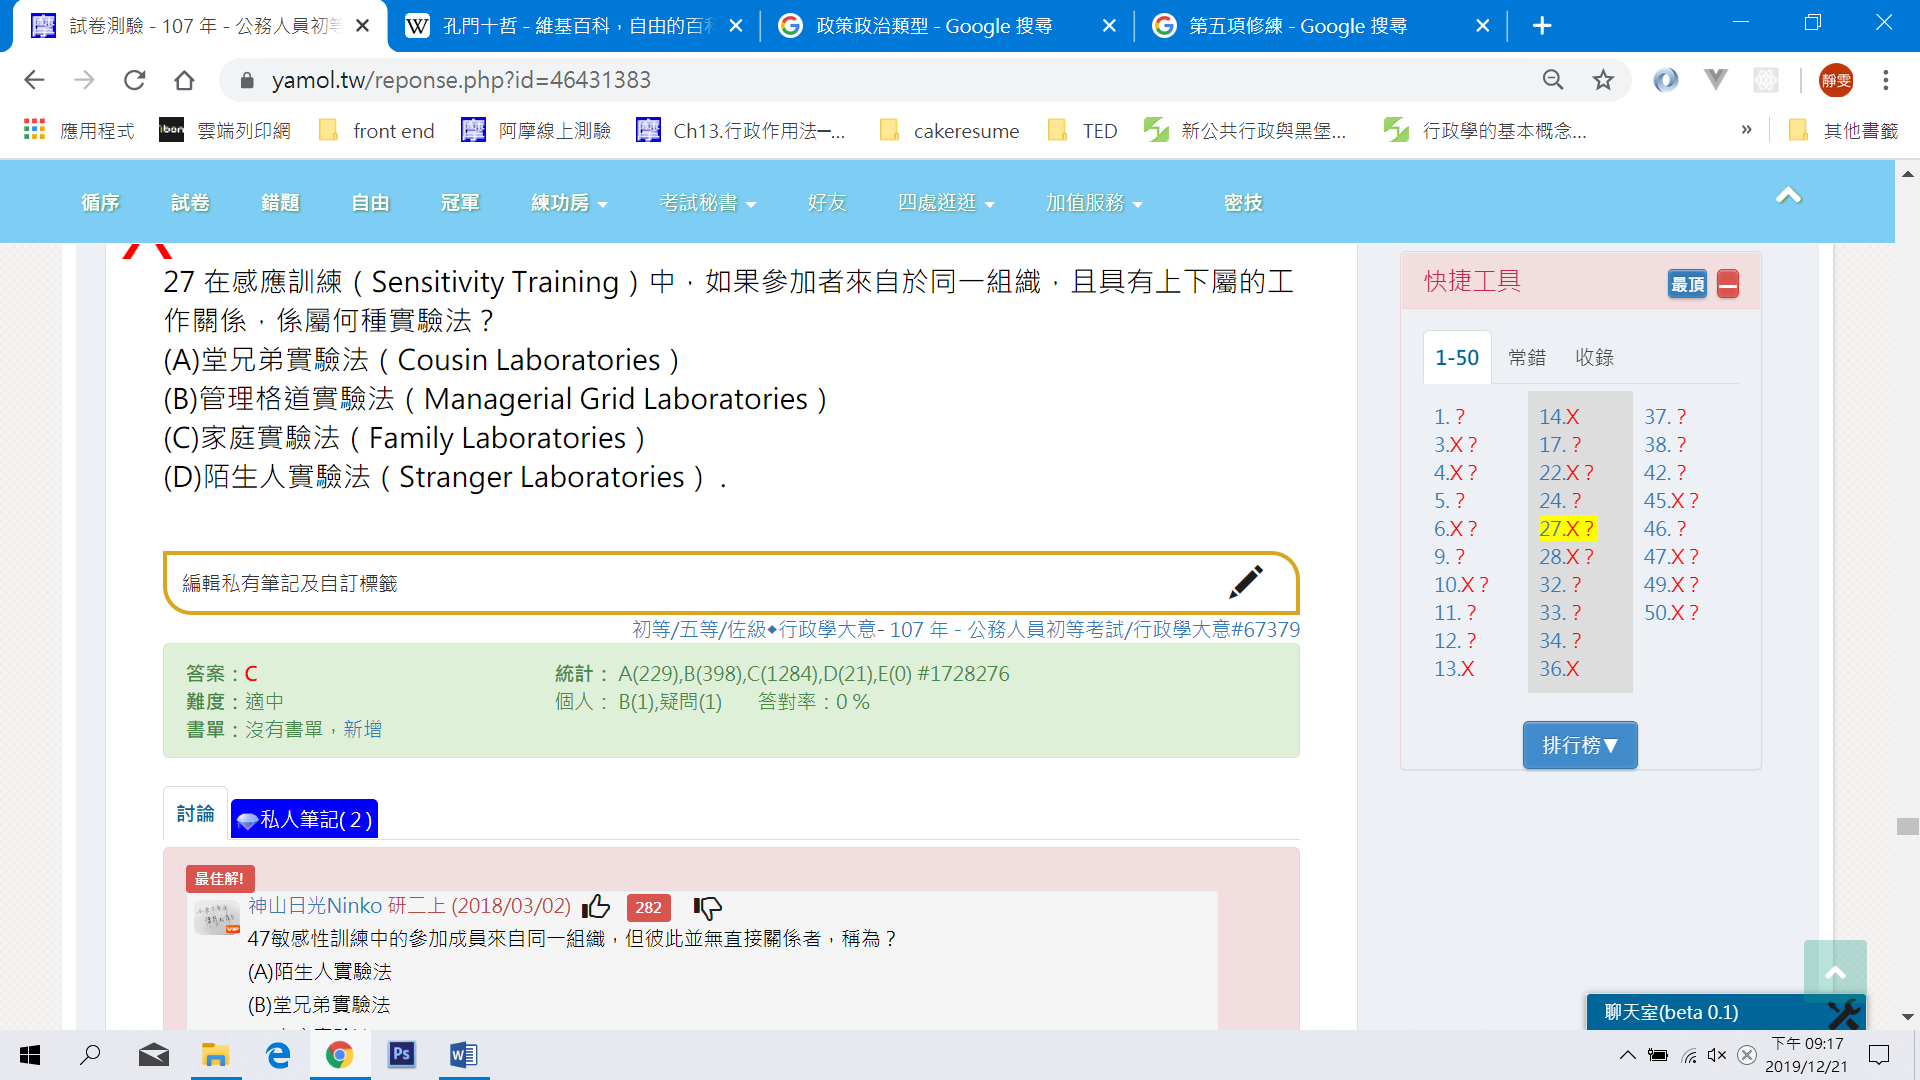 試卷測驗 - 107 年 - 公務人員初等
孔門十哲 - 維基百科，自由的百科
政策政治類型 - Google 搜尋
第五項修練 - Google 搜尋
yamol.tw/reponse.php?id=46431383
靜雯
應用程式
ibon
雲端列印網
front end
阿摩線上測驗
Ch13.行政作用法─...
cakeresume
TED
新公共行政與黑堡...
行政學的基本概念...
»
其他書籤
循序
試卷
錯題
自由
冠軍
練功房
考試秘書
好友
四處逛逛
加值服務
密技
27 在感應訓練（Sensitivity Training）中，如果參加者來自於同一組織，且具有上下屬的工
作關係，係屬何種實驗法？
(A)堂兄弟實驗法（Cousin Laboratories）
(B)管理格道實驗法（Managerial Grid Laboratories）
(C)家庭實驗法（Family Laboratories）
(D)陌生人實驗法（Stranger Laboratories） .
編輯私有筆記及自訂標籤
初等/五等/佐級◆行政學大意- 107 年 - 公務人員初等考試/行政學大意#67379
答案：C
統計： A(229),B(398),C(1284),D(21),E(0) #1728276
難度：適中
個人： B(1),疑問(1) 答對率：0 %
書單：沒有書單，新增
討論
私人筆記( 2 )
最佳解!
神山日光Ninko 研二上 (2018/03/02)
282
47敏感性訓練中的參加成員來自同一組織，但彼此並無直接關係者，稱為？
(A)陌生人實驗法
(B)堂兄弟實驗法
快捷工具
最頂
1-50
常錯
收錄
1. ?
3.X ?
4.X ?
5. ?
6.X ?
9. ?
10.X ?
11. ?
12. ?
13.X
14.X
17. ?
22.X ?
24. ?
27.X ?
28.X ?
32. ?
33. ?
34. ?
36.X
37. ?
38. ?
42. ?
45.X ?
46. ?
47.X ?
49.X ?
50.X ?
排行榜▼
聊天室(beta 0.1)
Ps
下午 09:17
2019/12/21